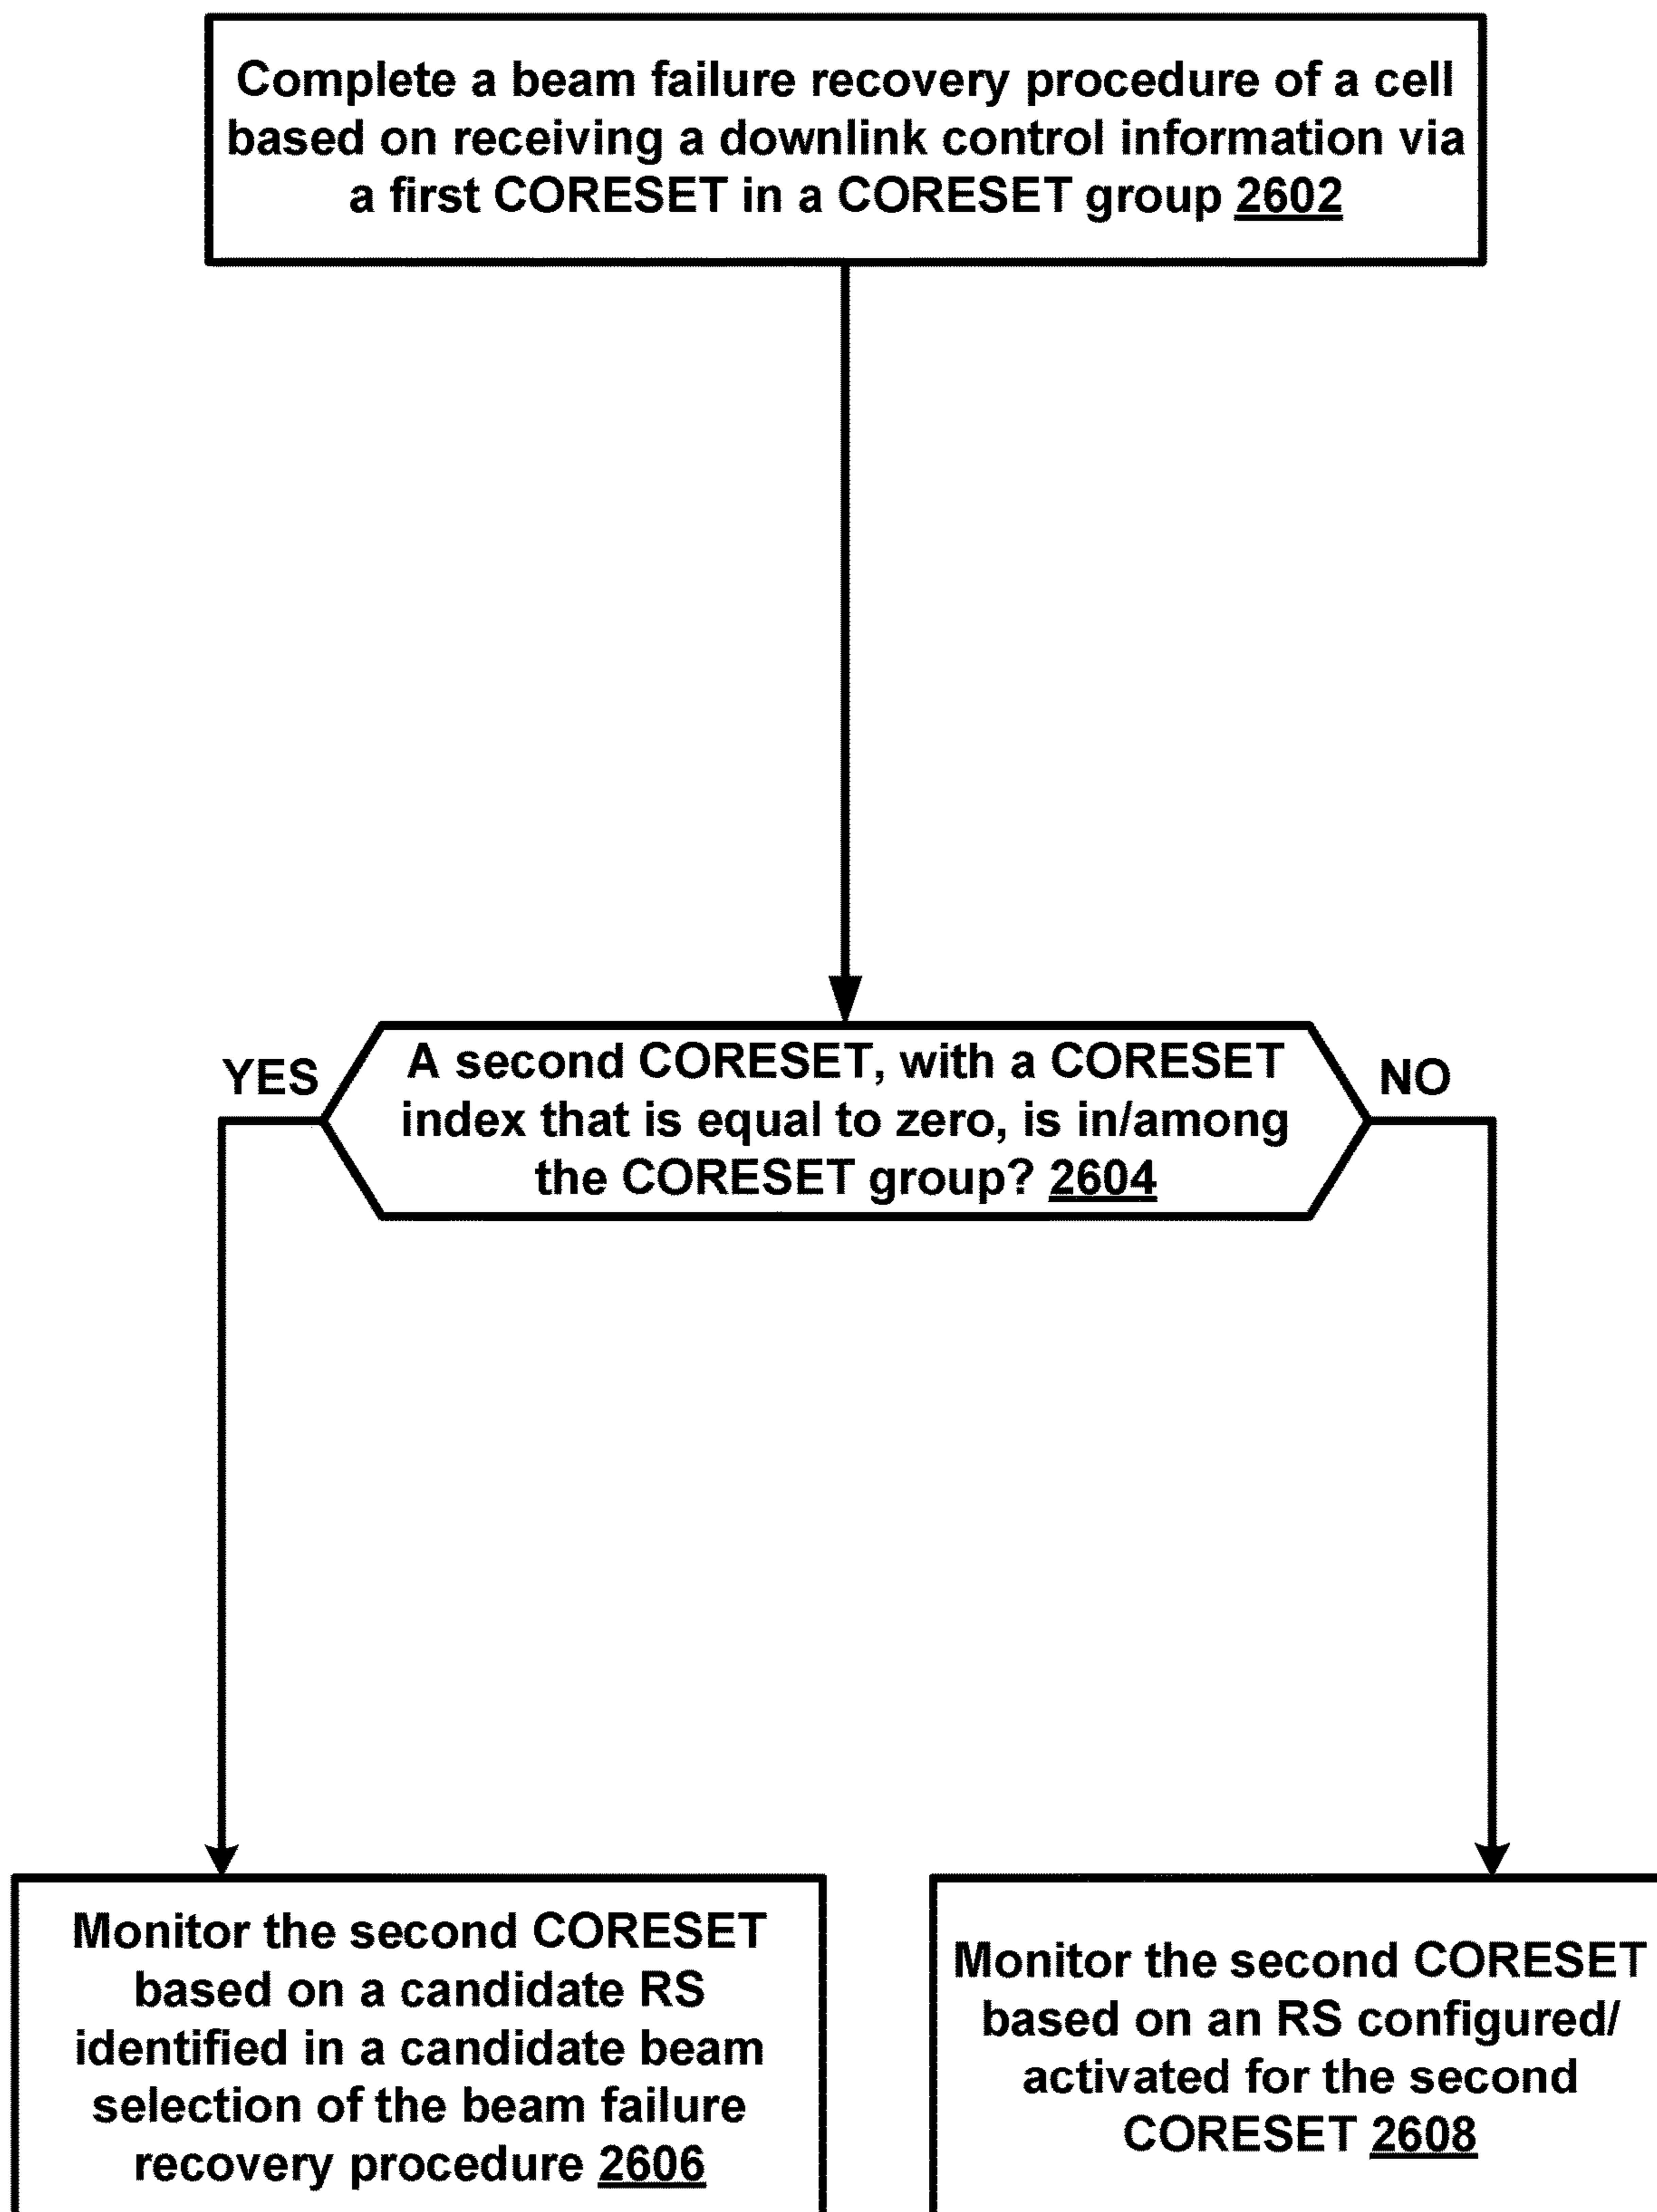 Complete a beam failure recovery procedure of a cell
based on receiving a downlink control information via
a first CORESET in a CORESET group 2602
YES
A second CORESET, with a CORESET
index that is equal to zero, is in/among
the CORESET group? 2604
NO
Monitor the second CORESET
based on a candidate RS
identified in a candidate beam
selection of the beam failure
recovery procedure 2606
Monitor the second CORESET
based on an RS configured/
activated for the second
CORESET 2608